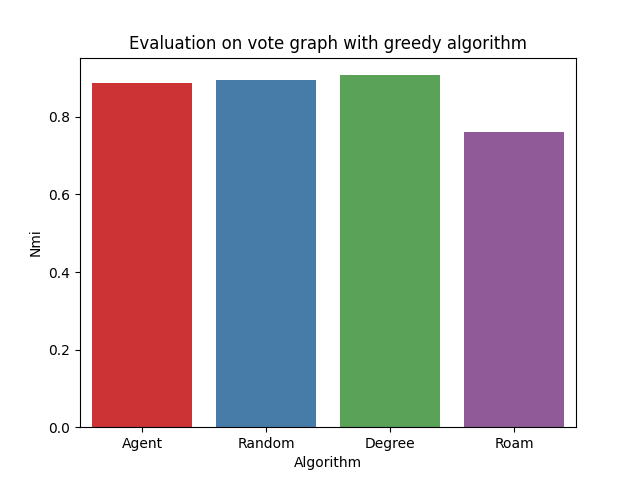 Evaluation on vote graph with greedy algorithm
0.8
0.6
0.4
0.2
0.0
Nmi
Agent Random Degree Roam
Algorithm